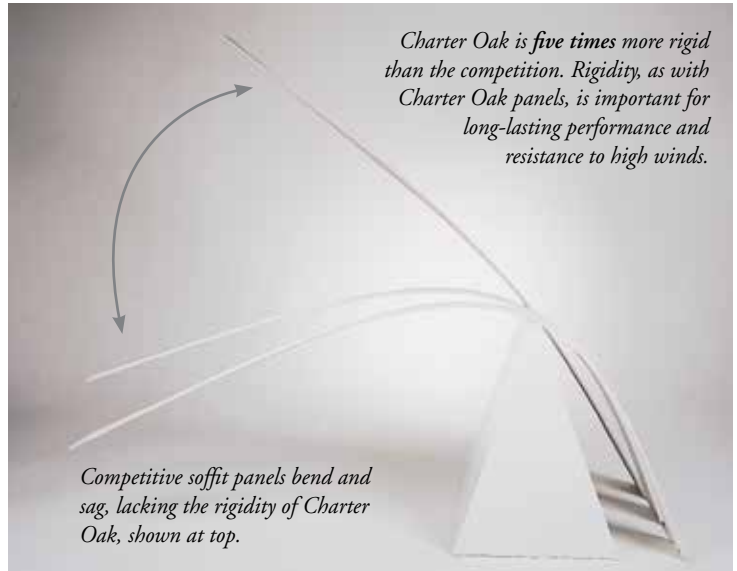 Charter Oak is five times more rigid
than the competition. Rigidity, as with
Charter Oak panels, is important for
long-lasting performance and
resistance to high winds.
Competitive soffit panels bend and
sag, lacking the rigidity of Charter
Oak, shown at top.